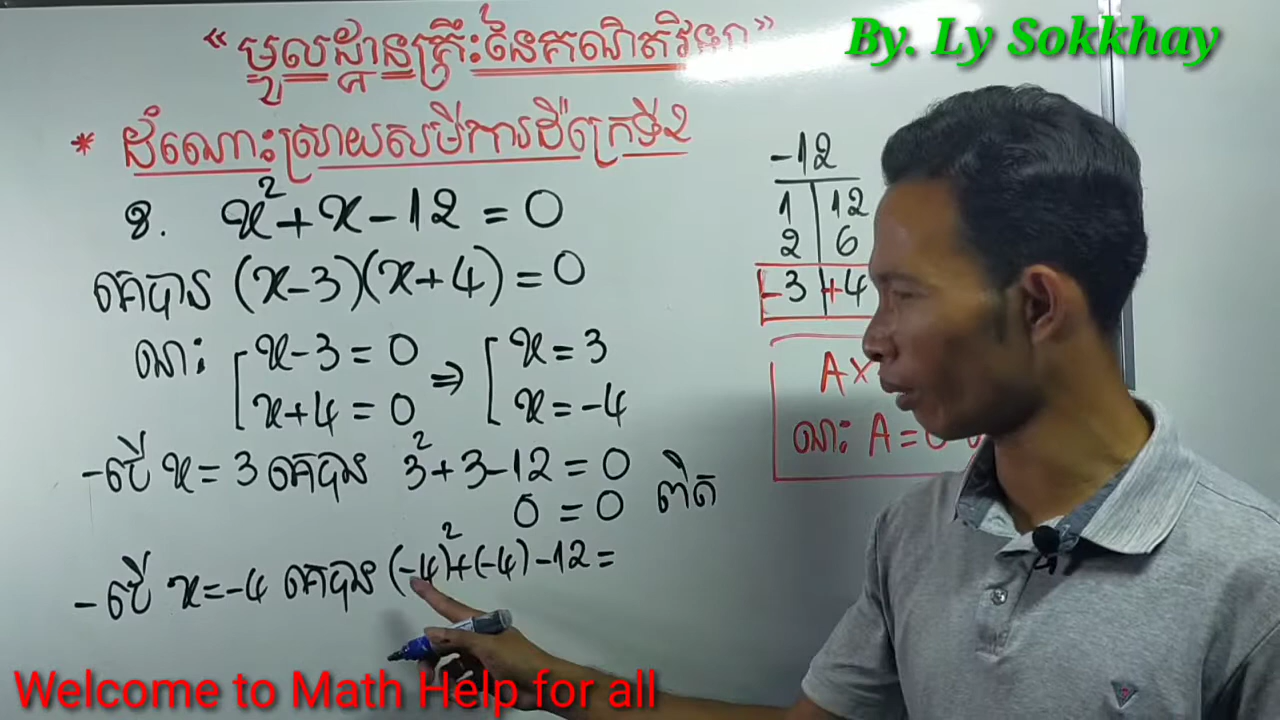 “មូលដ្ឋានគ្រឹះនៃគណិតវិទ្យា”
By. Ly Sokkhay
* ដំណោះស្រាយសមីការដឺក្រេទី២
8. x² + x - 12 = 0
គេបាន (x-3)(x+4) = 0
ណោះ [ x-3 = 0 ⇒ [ x = 3
x+4 = 0 x = -4
-បើ x = 3 គេបាន 3² + 3 - 12 = 0
0 = 0 ពិត
-បើ x = -4 គេបាន (-4)² + (-4) - 12 =
-12
1 | 12
2 | 6
-3 | +4
A×
ណោះ A = 0
Welcome to Math Help for all